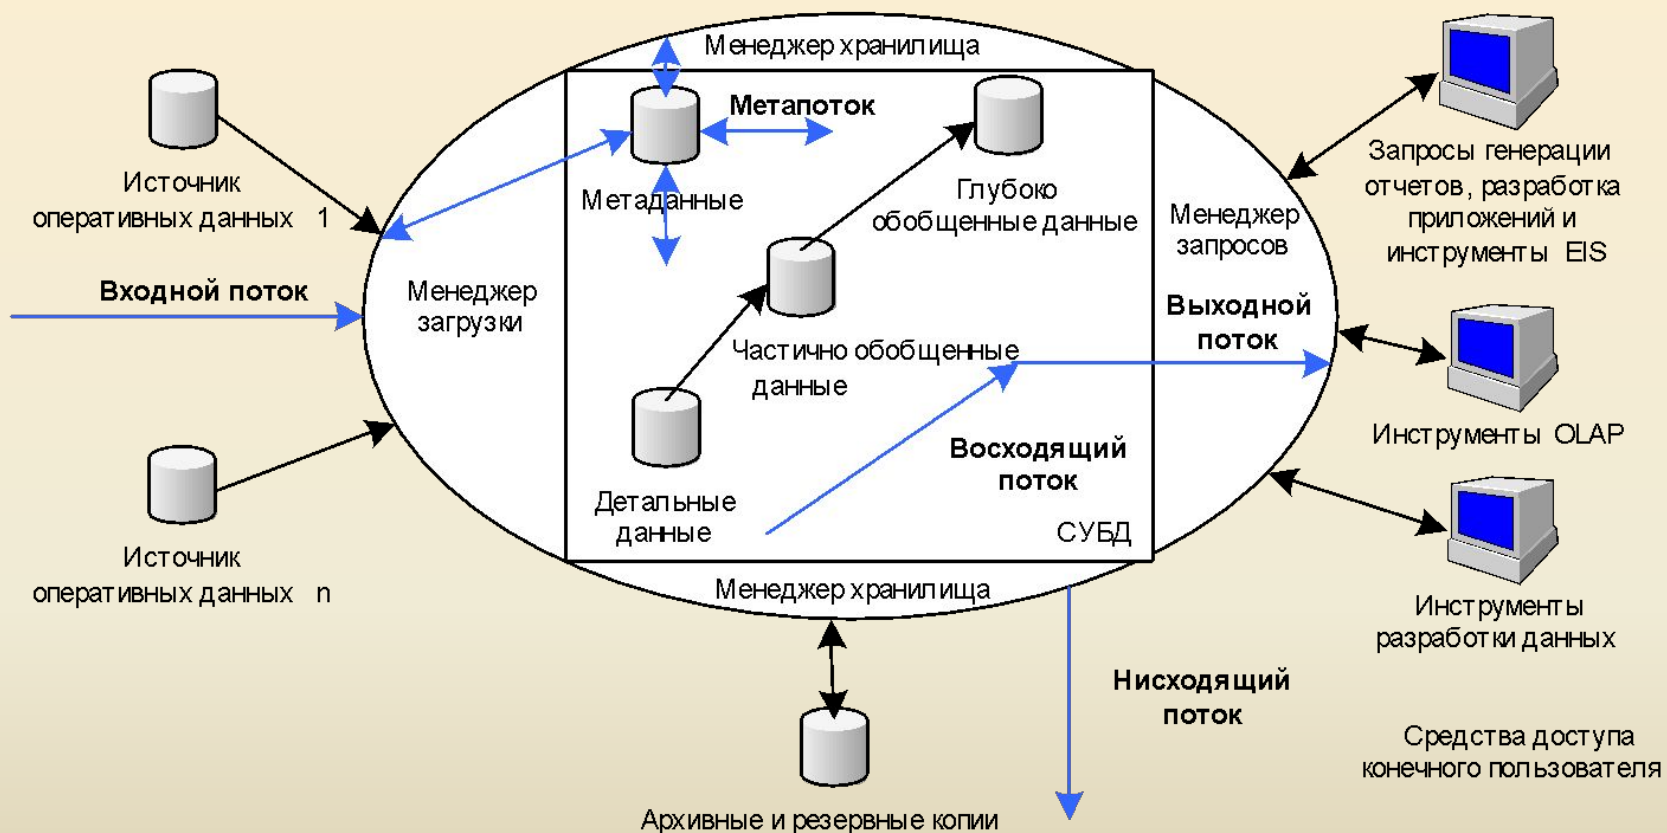 Менеджер хранилища
Метапоток
Метаданные
Глубоко
обобщенные данные
Источник
оперативных данных 1
Входной поток
Менеджер
загрузки
Менеджер
запросов
Выходной
поток
Частично обобщенные
данные
Восходящий
поток
Детальные
данные
СУБД
Источник
оперативных данных n
Менеджер хранилища
Нисходящий
поток
Архивные и резервные копии
Запросы генерации
отчетов, разработка
приложений и
инструменты EIS
Инструменты OLAP
Инструменты
разработки данных
Средства доступа
конечного пользователя